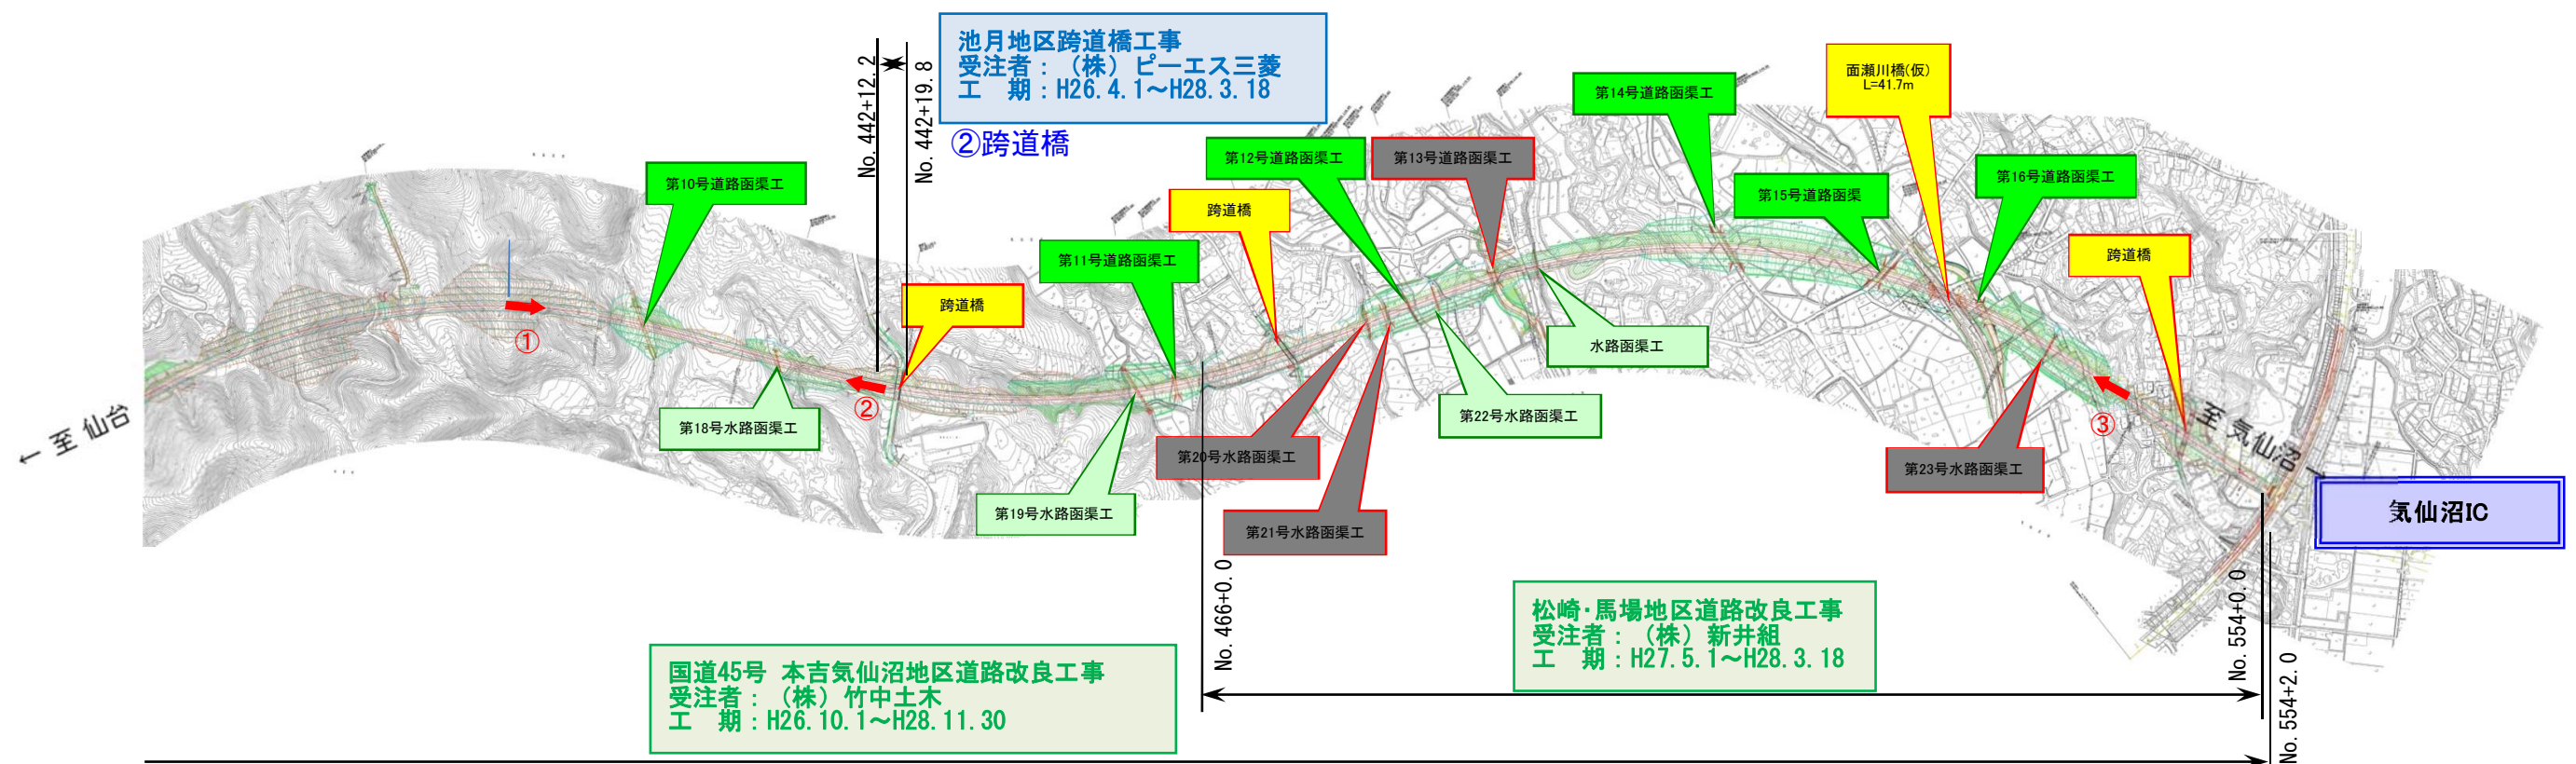 池月地区跨道橋工事
受注者：（株）ピーエス三菱
工　期：H26.4.1～H28.3.18
②跨道橋
No.442+12.2
No.442+19.8
面瀬川橋(仮)
L=41.7m
第14号道路函渠工
第12号道路函渠工
第13号道路函渠工
第10号道路函渠工
第15号道路函渠
第16号道路函渠工
跨道橋
第11号道路函渠工
跨道橋
跨道橋
水路函渠工
①
②
③
← 至 仙台
至 気仙沼 →
第18号水路函渠工
第22号水路函渠工
第20号水路函渠工
第23号水路函渠工
第19号水路函渠工
第21号水路函渠工
気仙沼IC
No.466+0.0
No.554+0.0
No.554+2.0
松崎･馬場地区道路改良工事
受注者：（株）新井組
工　期：H27.5.1～H28.3.18
国道45号 本吉気仙沼地区道路改良工事
受注者：（株）竹中土木
工　期：H26.10.1～H28.11.30